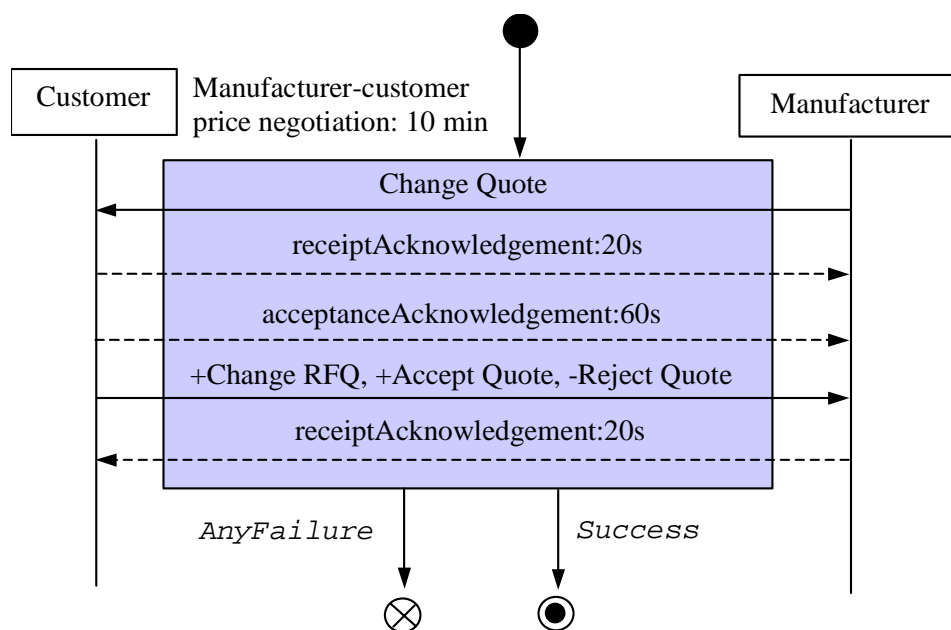 Customer
Manufacturer-customer
price negotiation: 10 min
Manufacturer
Change Quote
receiptAcknowledgement:20s
acceptanceAcknowledgement:60s
+Change RFQ, +Accept Quote, -Reject Quote
receiptAcknowledgement:20s
AnyFailure
Success